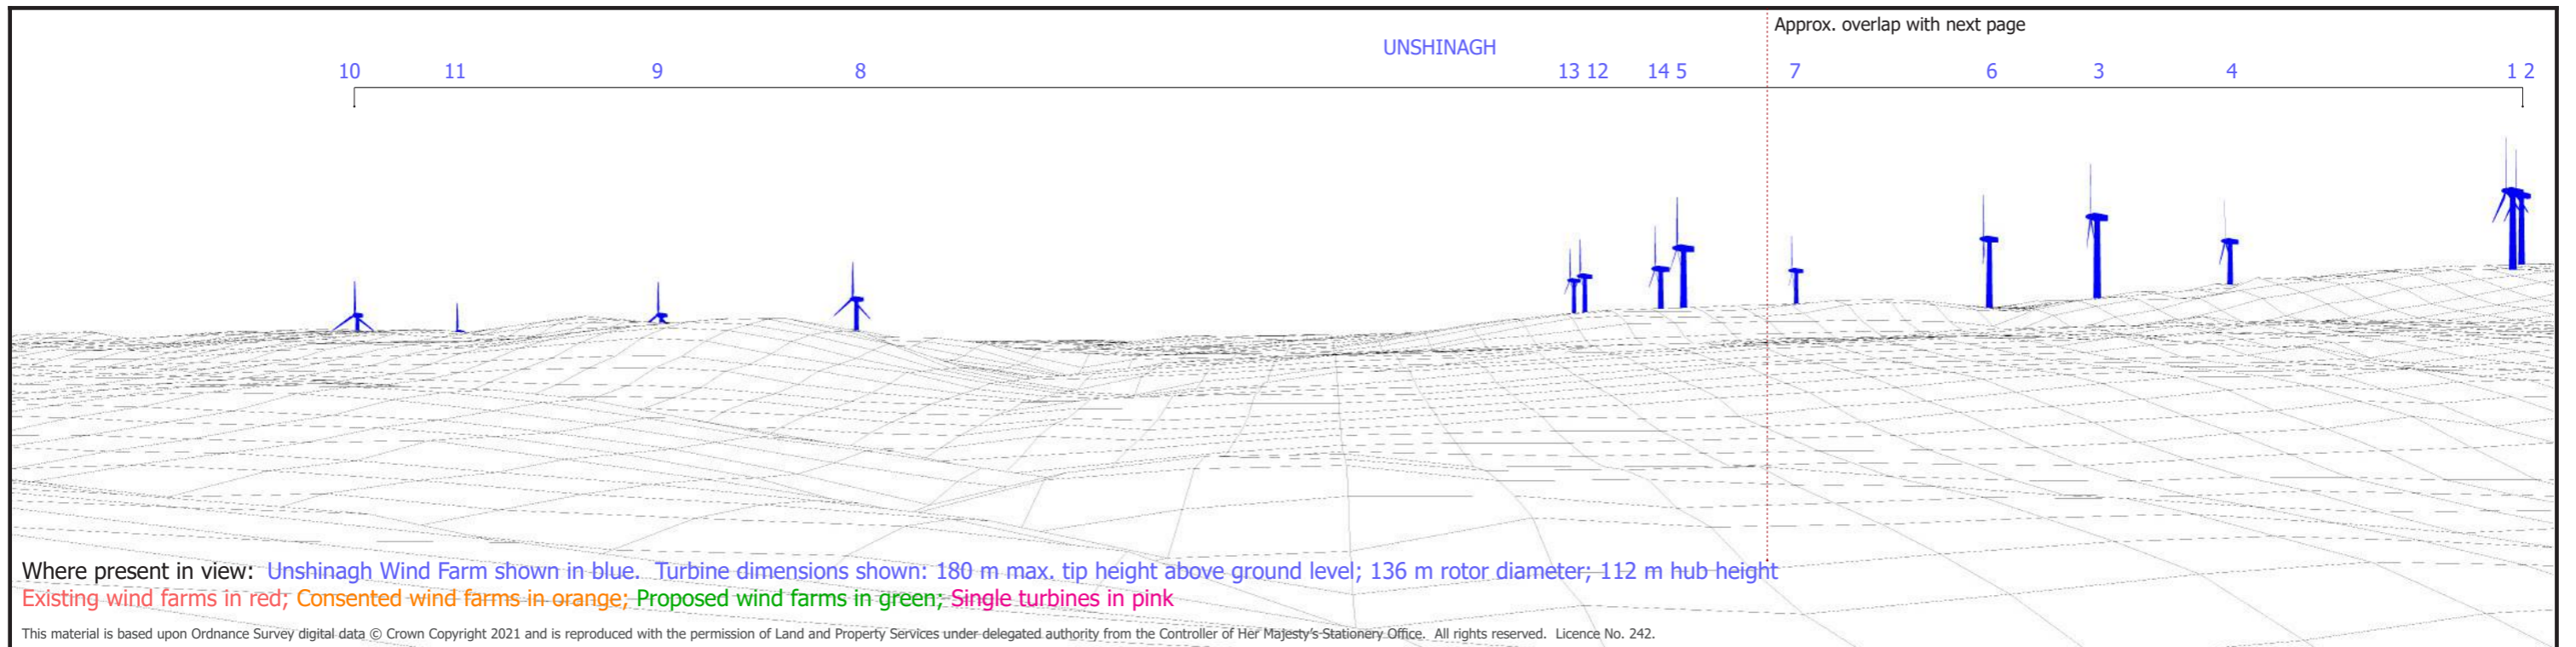 Approx. overlap with next page
UNSHINAGH
10 11 9 8 13 12 14 5 7 6 3 4 1 2
Where present in view: Unshinagh Wind Farm shown in blue. Turbine dimensions shown: 180 m max. tip height above ground level; 136 m rotor diameter; 112 m hub height
Existing wind farms in red; Consented wind farms in orange; Proposed wind farms in green; Single turbines in pink
This material is based upon Ordnance Survey digital data © Crown Copyright 2021 and is reproduced with the permission of Land and Property Services under delegated authority from the Controller of Her Majesty's Stationery Office. All rights reserved. Licence No. 242.